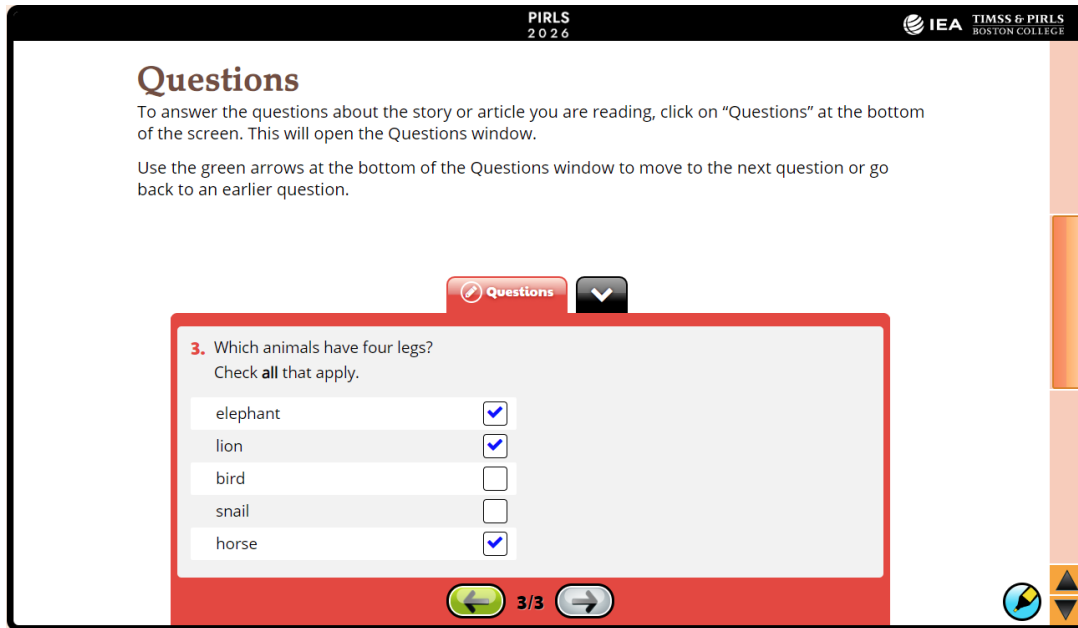 PIRLS
2026
IEA
TIMSS & PIRLS
BOSTON COLLEGE
Questions
To answer the questions about the story or article you are reading, click on “Questions” at the bottom
of the screen. This will open the Questions window.
Use the green arrows at the bottom of the Questions window to move to the next question or go
back to an earlier question.
Questions
3. Which animals have four legs?
Check all that apply.
elephant
lion
bird
snail
horse
3/3